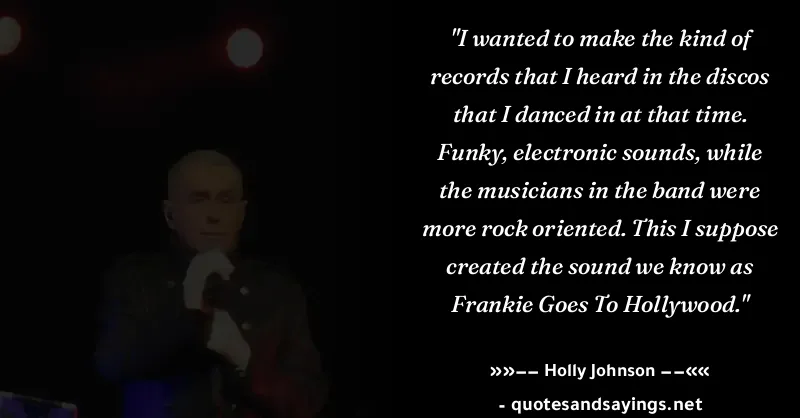 "I wanted to make the kind of
records that I heard in the discos
that I danced in at that time.
Funky, electronic sounds, while
the musicians in the band were
more rock oriented. This I suppose
created the sound we know as
Frankie Goes To Hollywood."
»»−− Holly Johnson −−««
- quotesandsayings.net